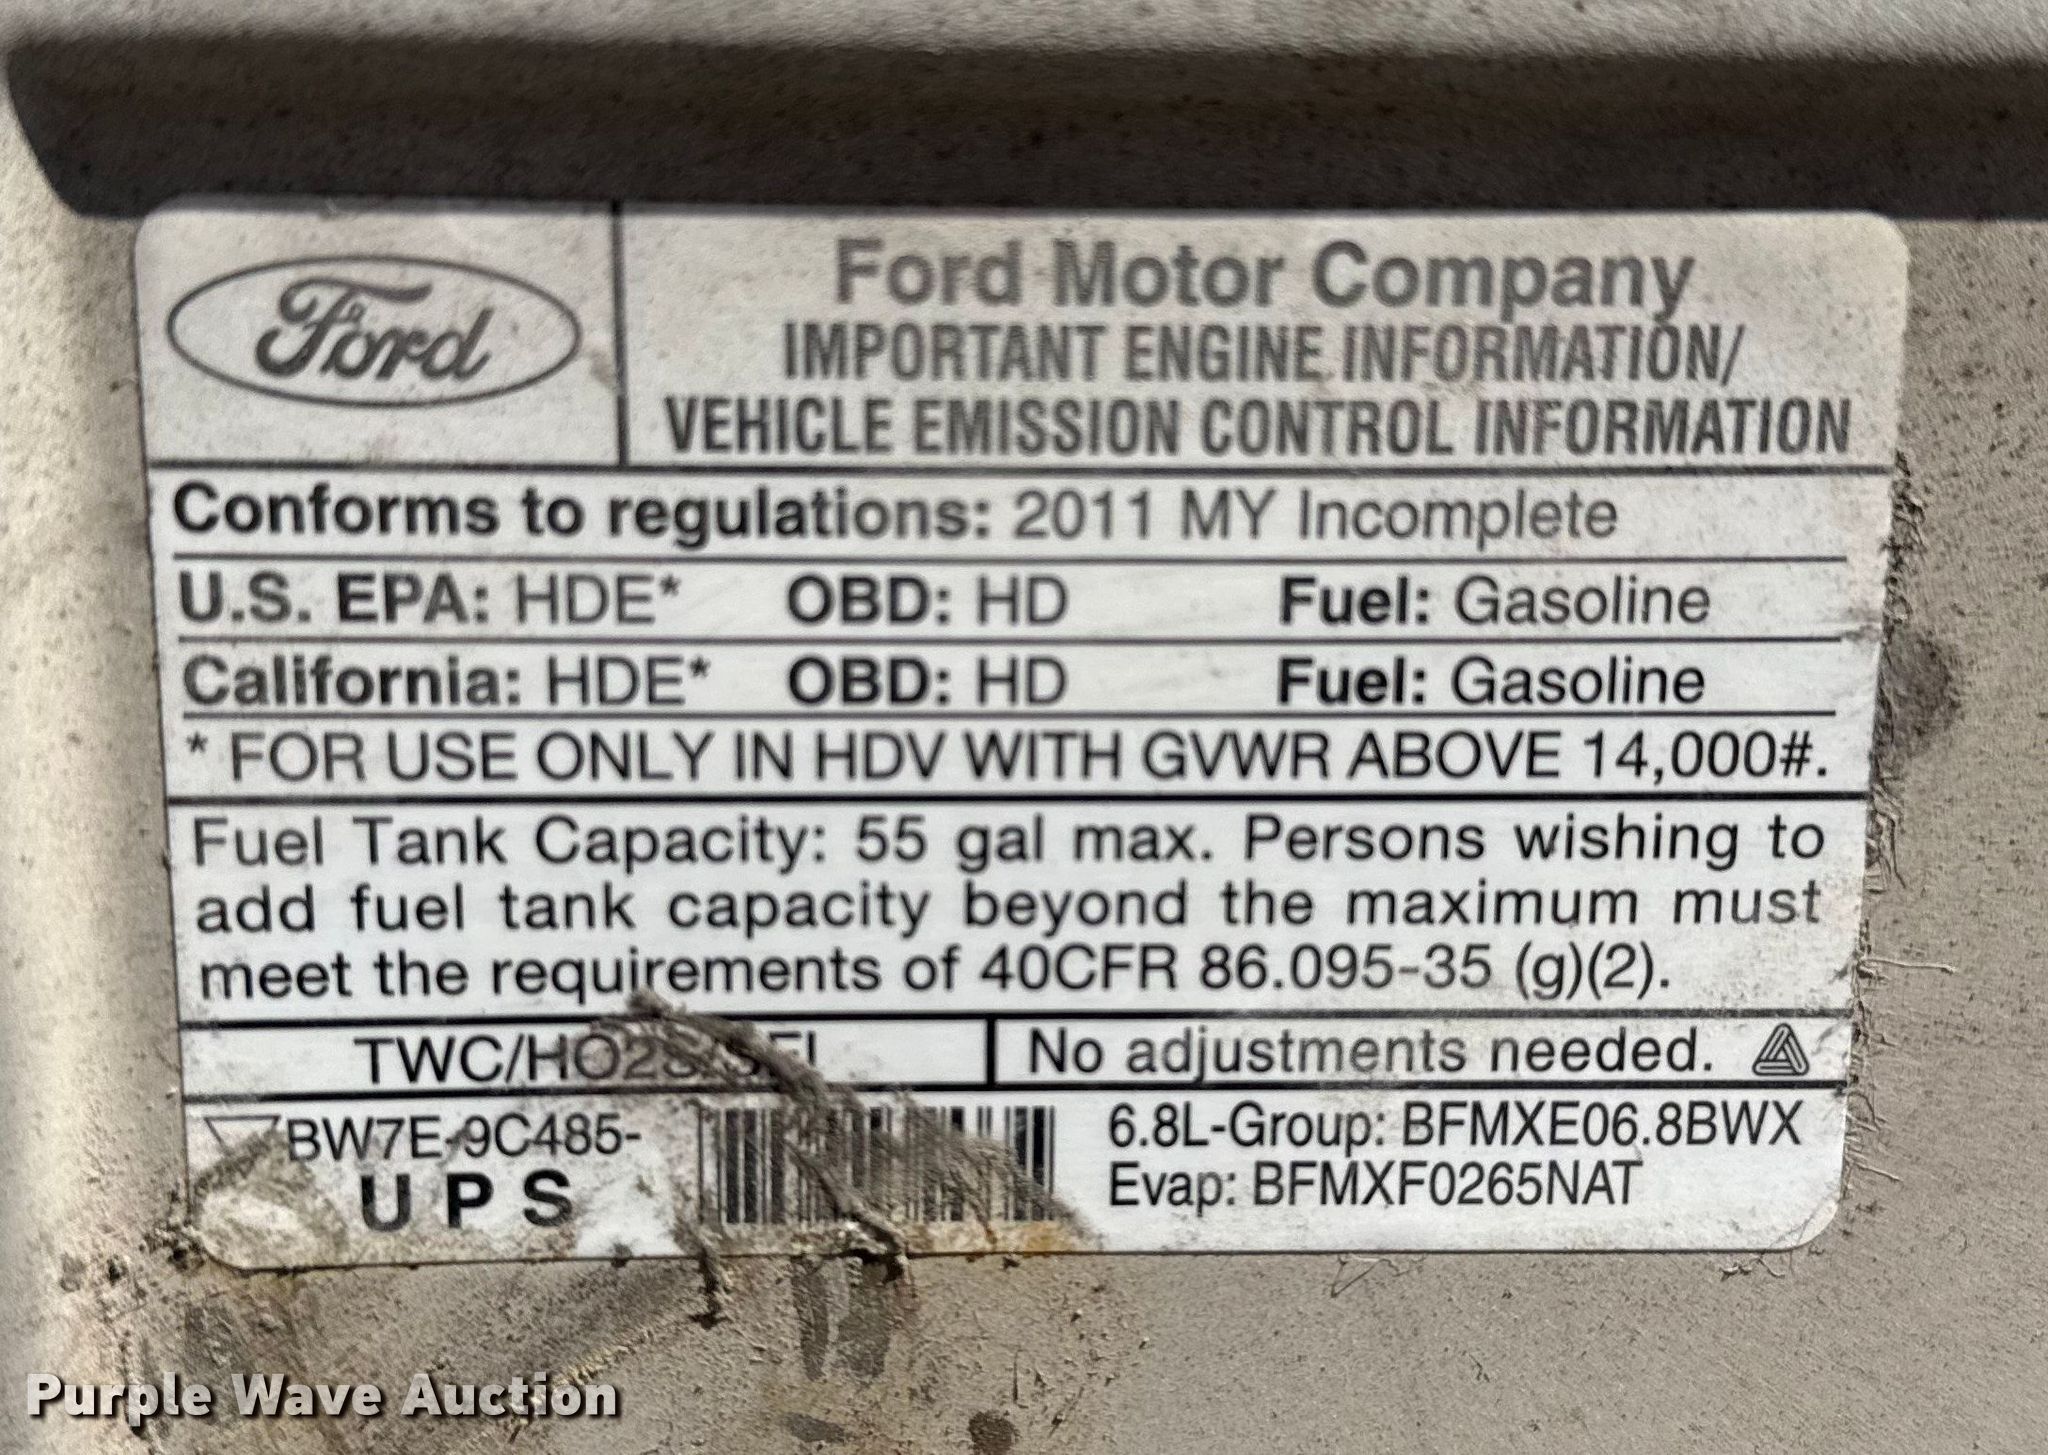 Ford
Ford Motor Company
IMPORTANT ENGINE INFORMATION/
VEHICLE EMISSION CONTROL INFORMATION
Conforms to regulations: 2011 MY Incomplete
U.S. EPA: HDE* OBD: HD Fuel: Gasoline
California: HDE* OBD: HD Fuel: Gasoline
* FOR USE ONLY IN HDV WITH GVWR ABOVE 14,000#.
Fuel Tank Capacity: 55 gal max. Persons wishing to
add fuel tank capacity beyond the maximum must
meet the requirements of 40CFR 86.095-35 (g)(2).
TWC/HO2S/SFI No adjustments needed.
BW7E-9C485-
UPS
6.8L-Group: BFMXE06.8BWX
Evap: BFMXF0265NAT
Purple Wave Auction